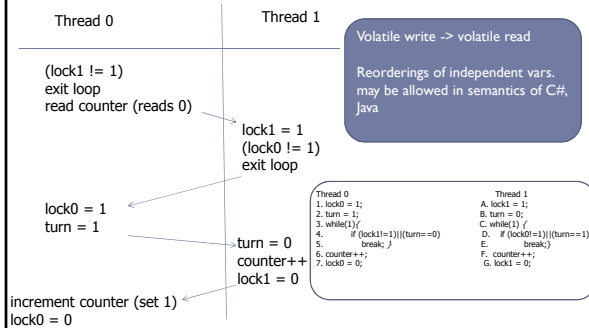 Thread 0
Thread 1
Volatile write -> volatile read
Reorderings of independent vars.
may be allowed in semantics of C#,
Java
(lock1 != 1)
exit loop
read counter (reads 0)
lock1 = 1
(lock0 != 1)
exit loop
lock0 = 1
turn = 1
turn = 0
counter++
lock1 = 0
increment counter (set 1)
lock0 = 0
Thread 0
1. lock0 = 1;
2. turn = 1;
3. while(1){
4. if (lock1!=1)||(turn==0)
5. break; }
6. counter++;
7. lock0 = 0;
Thread 1
A. lock1 = 1;
B. turn = 0;
C. while(1) {
D. if (lock0!=1)||(turn==1)
E. break;}
F. counter++;
G. lock1 = 0;